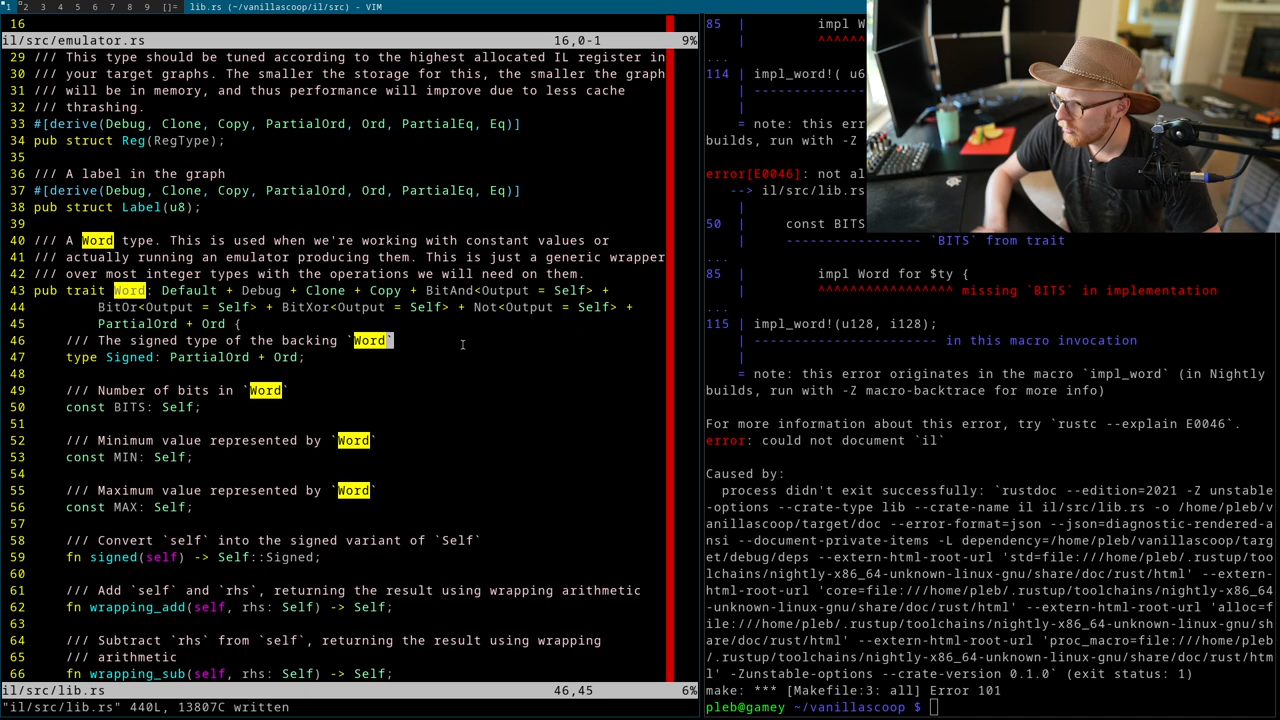 1 2 3 4 5 6 7 8 9 []= lib.rs (~/vanillascoop/il/src) - VIM
16
il/src/emulator.rs 16,0-1 9%
29 /// This type should be tuned according to the highest allocated IL register in
30 /// your target graphs. The smaller the storage for this, the smaller the graph
31 /// will be in memory, and thus performance will improve due to less cache
32 /// thrashing.
33 #[derive(Debug, Clone, Copy, PartialOrd, Ord, PartialEq, Eq)]
34 pub struct Reg(RegType);
35
36 /// A label in the graph
37 #[derive(Debug, Clone, Copy, PartialOrd, Ord, PartialEq, Eq)]
38 pub struct Label(u8);
39
40 /// A Word type. This is used when we're working with constant values or
41 /// actually running an emulator producing them. This is just a generic wrapper
42 /// over most integer types with the operations we will need on them.
43 pub trait Word: Default + Debug + Clone + Copy + BitAnd<Output = Self> +
44 BitOr<Output = Self> + BitXor<Output = Self> + Not<Output = Self> +
45 PartialOrd + Ord {
46 /// The signed type of the backing `Word`
47 type Signed: PartialOrd + Ord;
48
49 /// Number of bits in `Word`
50 const BITS: Self;
51
52 /// Minimum value represented by `Word`
53 const MIN: Self;
54
55 /// Maximum value represented by `Word`
56 const MAX: Self;
57
58 /// Convert `self` into the signed variant of `Self`
59 fn signed(self) -> Self::Signed;
60
61 /// Add `self` and `rhs`, returning the result using wrapping arithmetic
62 fn wrapping_add(self, rhs: Self) -> Self;
63
64 /// Subtract `rhs` from `self`, returning the result using wrapping
65 /// arithmetic
66 fn wrapping_sub(self, rhs: Self) -> Self;
il/src/lib.rs 46,45 6%
"il/src/lib.rs" 440L, 13807C written
85 | impl W
| ^^^^^^
...
114 | impl_word!( u6
| ------------
|
= note: this err
builds, run with -Z
error[E0046]: not al
--> il/src/lib.rs
|
50 | const BITS
| ----------------- `BITS` from trait
...
85 | impl Word for $ty {
| ^^^^^^^^^^^^^^^^^ missing `BITS` in implementation
...
115 | impl_word!(u128, i128);
| ----------------------- in this macro invocation
|
= note: this error originates in the macro `impl_word` (in Nightly
builds, run with -Z macro-backtrace for more info)
For more information about this error, try `rustc --explain E0046`.
error: could not document `il`
Caused by:
process didn't exit successfully: `rustdoc --edition=2021 -Z unstable
-options --crate-type lib --crate-name il il/src/lib.rs -o /home/pleb/v
anillascoop/target/doc --error-format=json --json=diagnostic-rendered-a
nsi --document-private-items -L dependency=/home/pleb/vanillascoop/targ
et/debug/deps --extern-html-root-url 'std=file:///home/pleb/.rustup/too
lchains/nightly-x86_64-unknown-linux-gnu/share/doc/rust/html' --extern-
html-root-url 'core=file:///home/pleb/.rustup/toolchains/nightly-x86_64
-unknown-linux-gnu/share/doc/rust/html' --extern-html-root-url 'alloc=f
ile:///home/pleb/.rustup/toolchains/nightly-x86_64-unknown-linux-gnu/sh
are/doc/rust/html' --extern-html-root-url 'proc_macro=file:///home/pleb
/.rustup/toolchains/nightly-x86_64-unknown-linux-gnu/share/doc/rust/htm
l' -Zunstable-options --crate-version 0.1.0` (exit status: 1)
make: *** [Makefile:3: all] Error 101
pleb@gamey ~/vanillascoop $